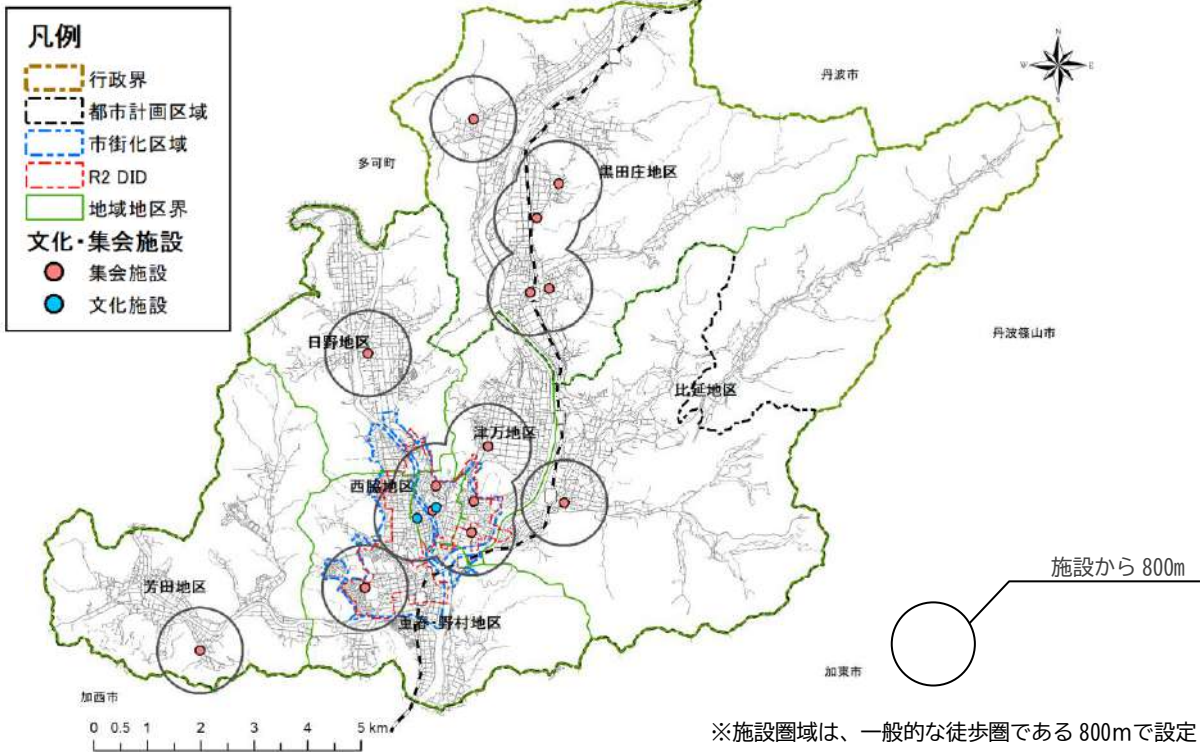 凡例
行政界
都市計画区域
市街化区域
R2 DID
地域地区界
文化・集会施設
集会施設
文化施設
N
W
E
S
丹波市
多可町
黒田庄地区
丹波篠山市
日野地区
比延地区
津万地区
西脇地区
芳田地区
重春・野村地区
加西市
加東市
施設から 800m
0 0.5 1 2 3 4 5 km
※施設圏域は、一般的な徒歩圏である 800mで設定